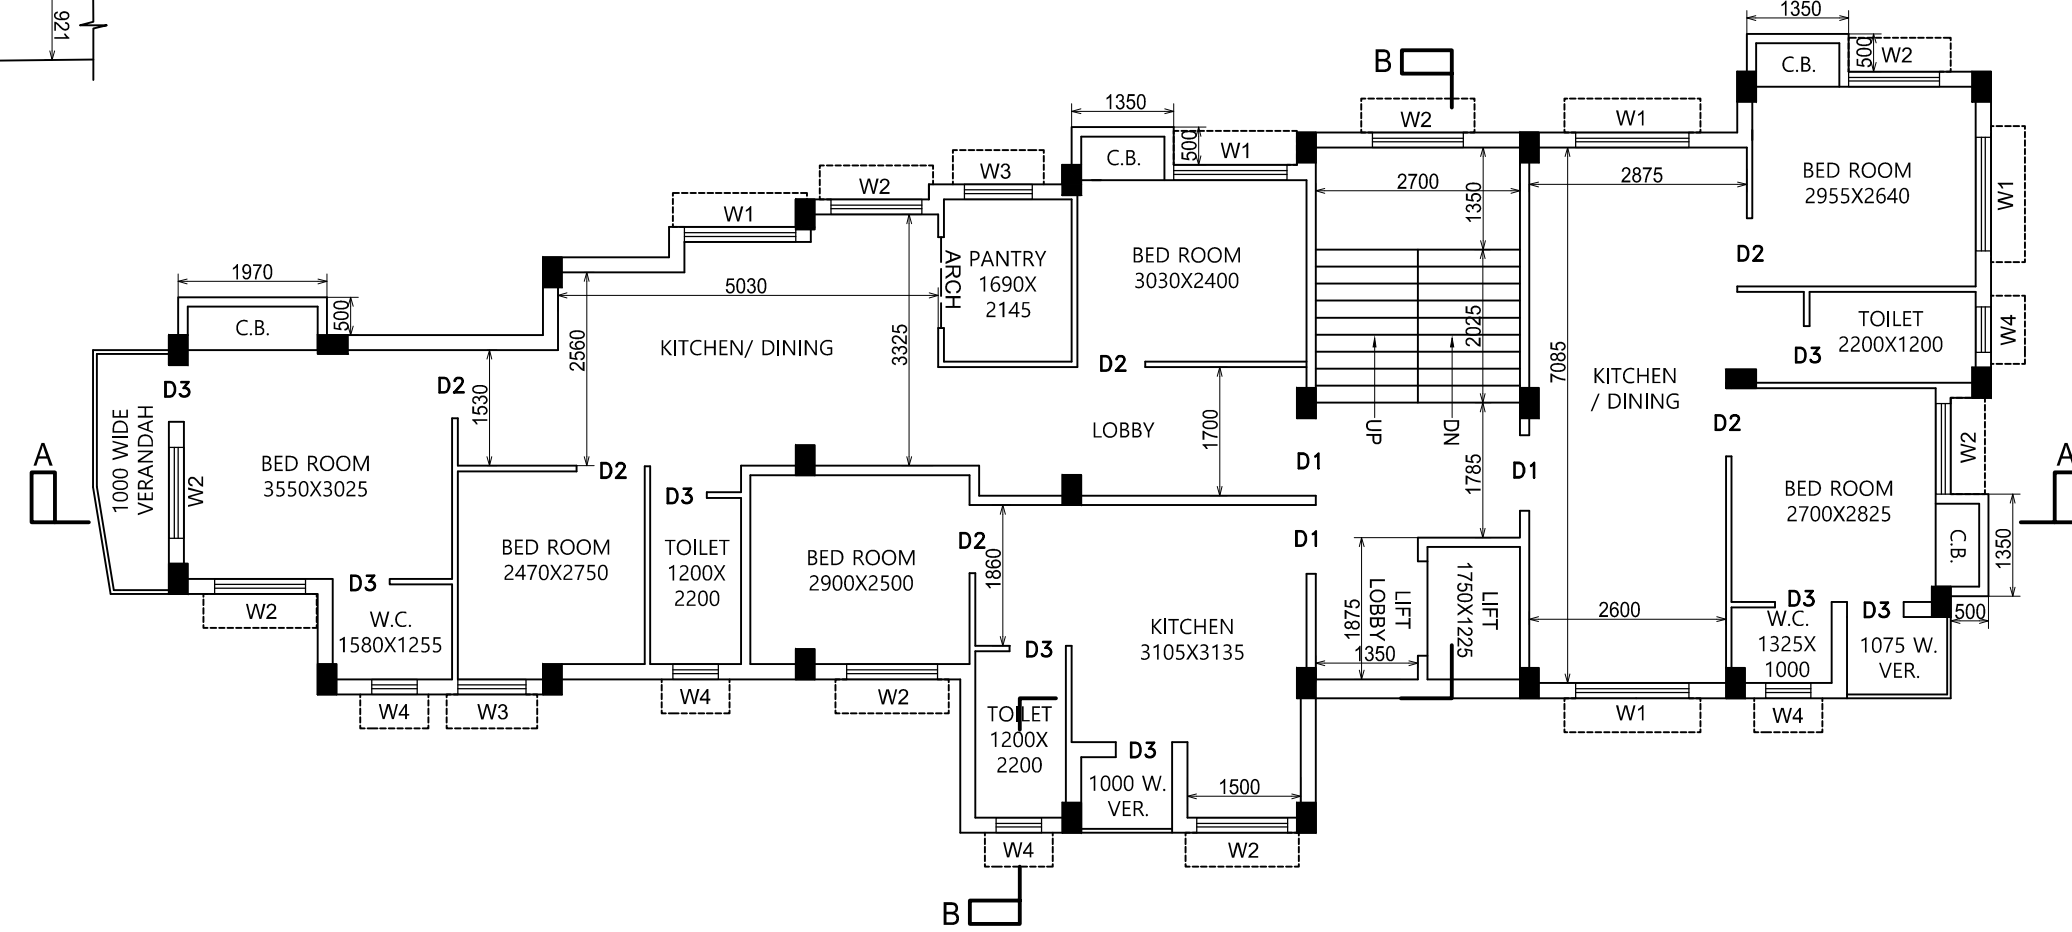 921
1350
500
W2
C.B.
B
1350
500
W1
C.B.
W2
W1
BED ROOM
2955X2640
W1
W3
W2
2700
1350
2875
W1
PANTRY
1690X
2145
ARCH
BED ROOM
3030X2400
D2
1970
500
C.B.
5030
2560
3325
KITCHEN/ DINING
2025
7085
TOILET
2200X1200
W4
D3
D3
D2
1530
D2
KITCHEN
/ DINING
D2
1000 WIDE
VERANDAH
LOBBY
1700
UP
DN
W2
A
BED ROOM
3550X3025
W2
D2
D3
D1
1785
D1
A
BED ROOM
2700X2825
C.B.
1350
BED ROOM
2470X2750
TOILET
1200X
2200
BED ROOM
2900X2500
D2
1860
D1
D3
W2
W.C.
1580X1255
KITCHEN
3105X3135
D3
1875
LIFT
LOBBY
1350
LIFT
1750X1225
2600
D3
W.C.
1325X
1000
D3
1075 W.
VER.
500
W4
W3
W4
W2
TOILET
1200X
2200
D3
1000 W.
VER.
1500
W1
W4
W4
W2
B